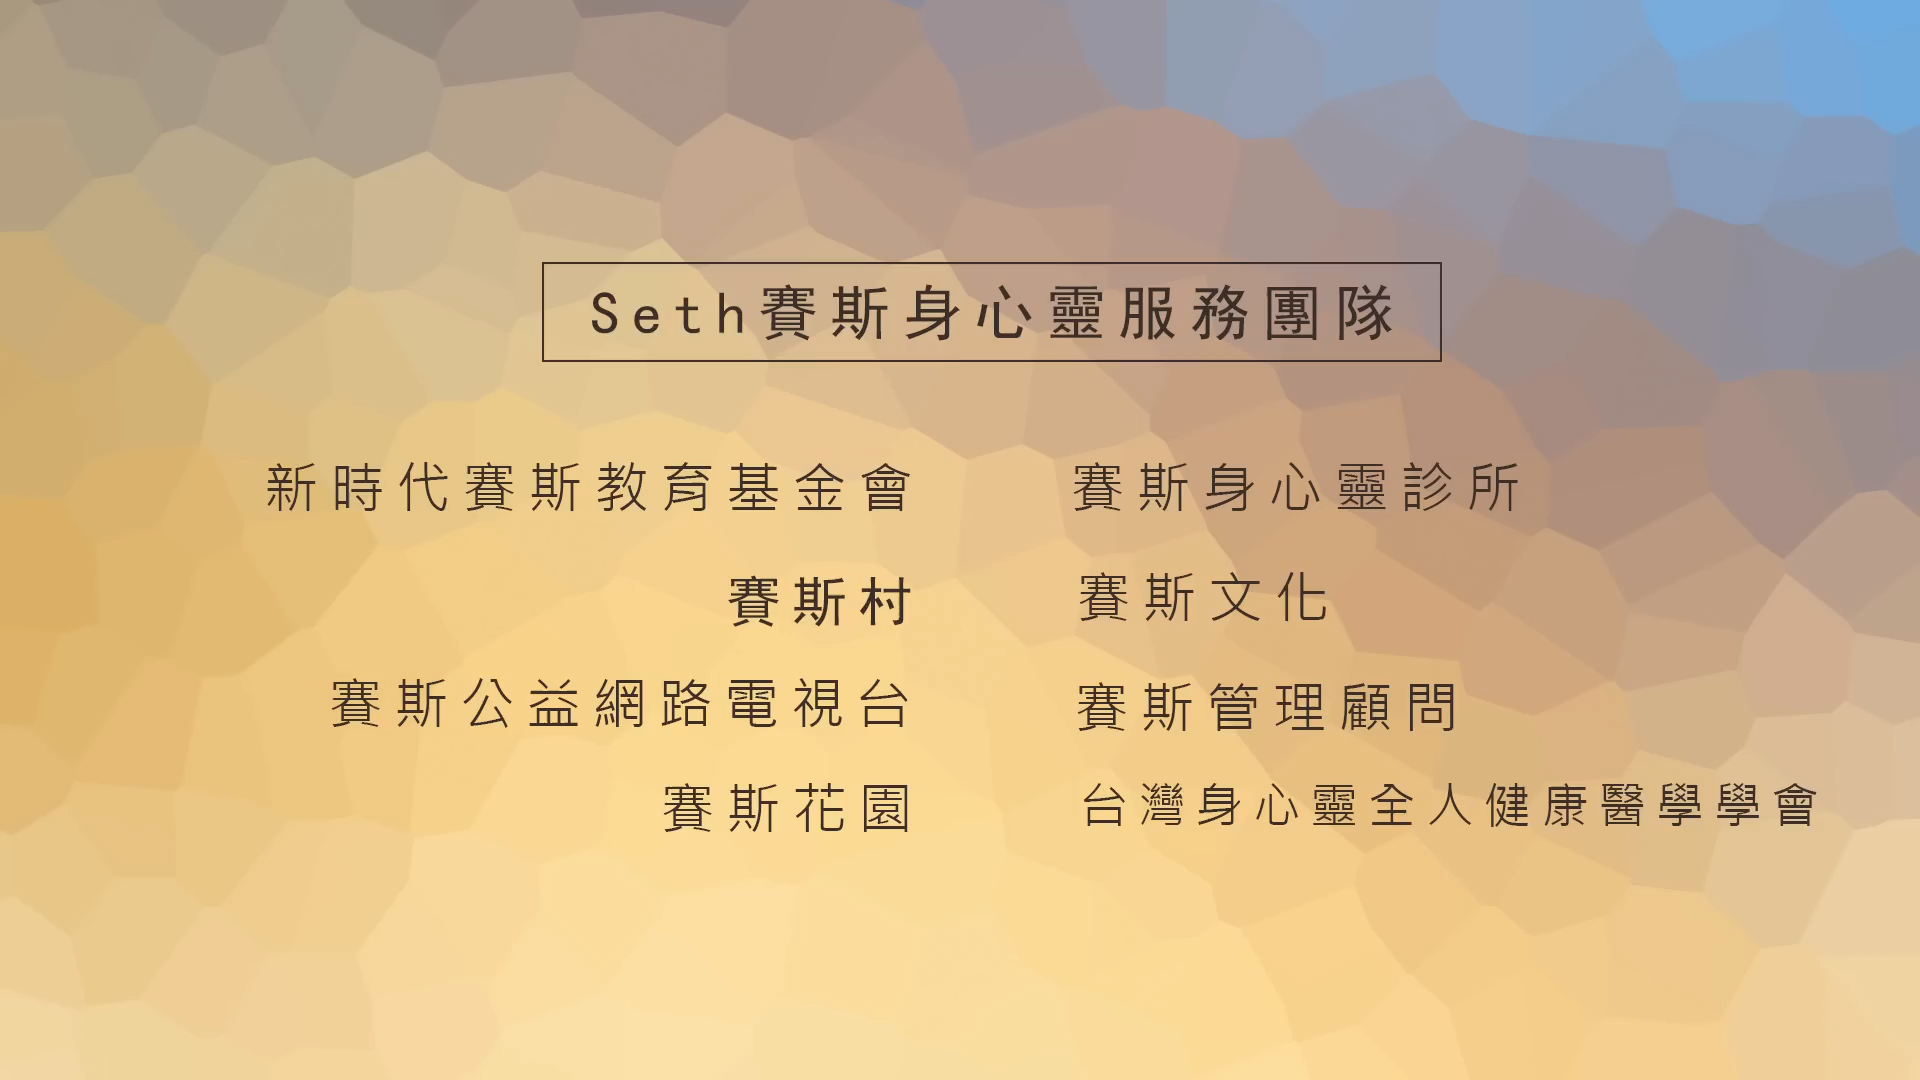 Seth賽斯身心靈服務團隊
新時代賽斯教育基金會
賽斯身心靈診所
賽斯村
賽斯文化
賽斯公益網路電視台
賽斯管理顧問
賽斯花園
台灣身心靈全人健康醫學學會